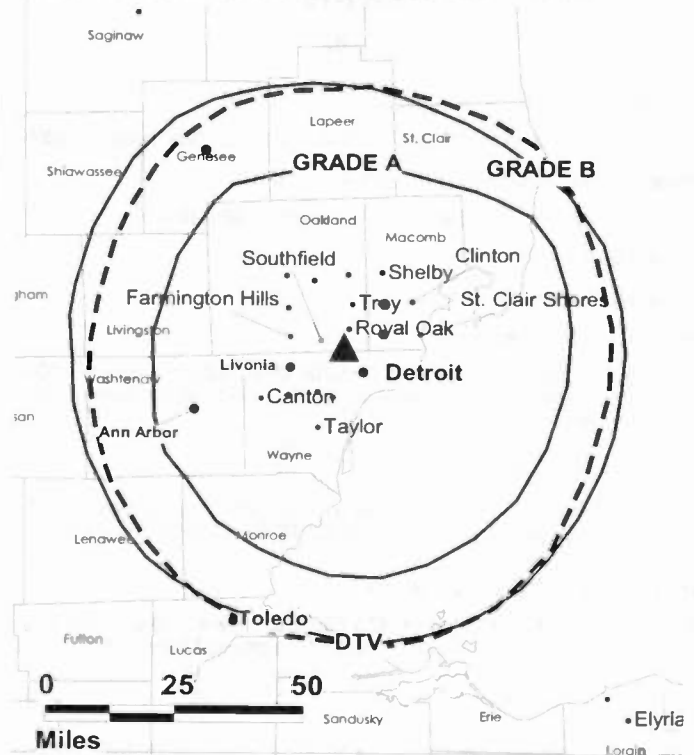 Saginaw
Lapeer
St. Clair
Genesee
GRADE A
GRADE B
Shiawassee
Oakland
Macomb
Clinton
Southfield
Shelby
gham
Farmington Hills
Troy
St. Clair Shores
Livingston
Royal Oak
Livonia
Detroit
Washtenaw
Canton
san
Ann Arbor
Taylor
Wayne
Lenawee
Monroe
Toledo
Fulton
Lucas
DTV
0 25 50
Miles
Sandusky
Erie
Elyria
Lorain